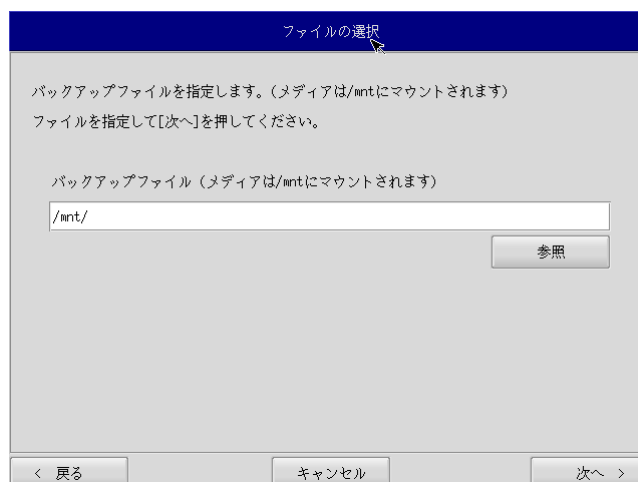 ファイルの選択
バックアップファイルを指定します。(メディアは/mntにマウントされます)
ファイルを指定して[次へ]を押してください。
バックアップファイル (メディアは/mntにマウントされます)
/mnt/
参照
< 戻る
キャンセル
次へ >